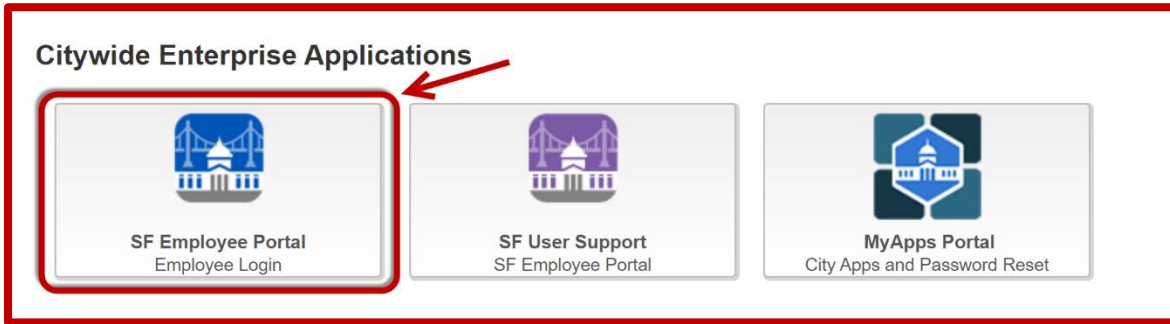 Citywide Enterprise Applications
SF Employee Portal
Employee Login
SF User Support
SF Employee Portal
MyApps Portal
City Apps and Password Reset